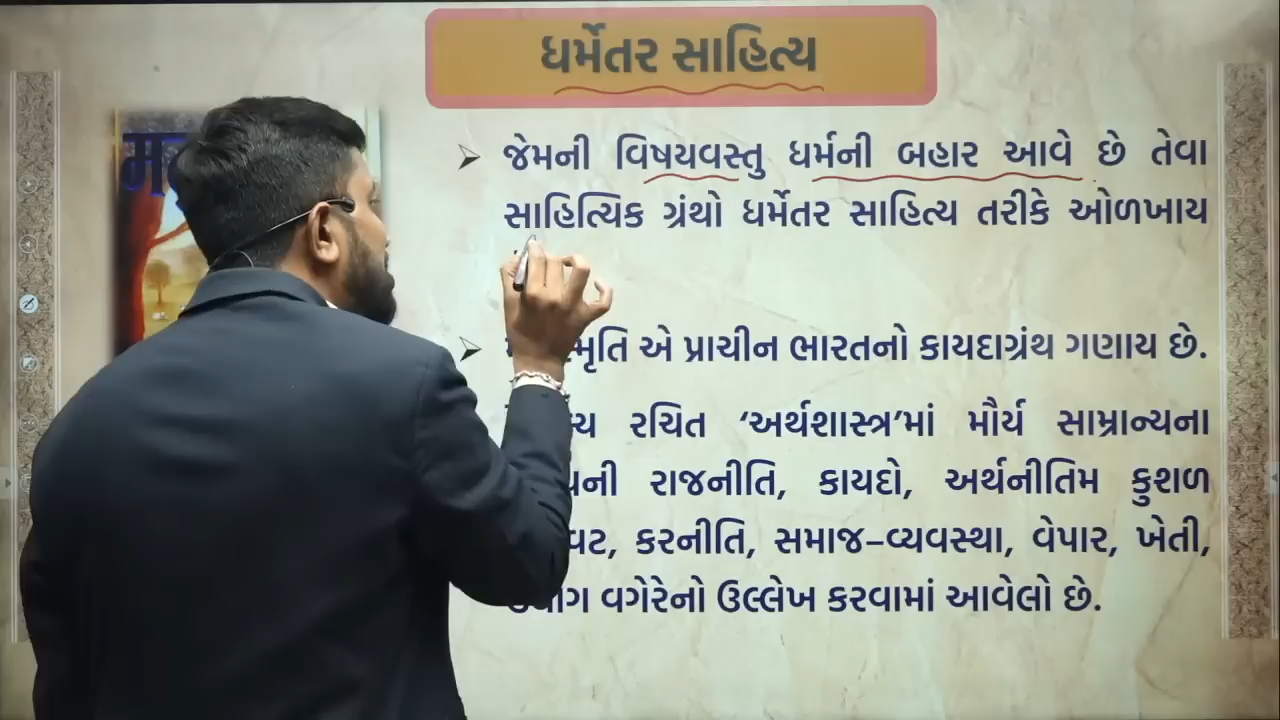 ધર્મેતર સાહિત્ય
જેમની વિષયવસ્તુ ધર્મની બહાર આવે છે તેવા
સાહિત્યિક ગ્રંથો ધર્મેતર સાહિત્ય તરીકે ઓળખાય
એ પ્રાચીન ભારતનો કાયદાગ્રંથ ગણાય છે.
રચિત ‘અર્થશાસ્ત્ર’માં મૌર્ય સામ્રાન્યના
રાજનીતિ, કાયદો, અર્થનીતિમ કુશળ
કરનીતિ, સમાજ–વ્યવસ્થા, વેપાર, ખેતી,
વગેરેનો ઉલ્લેખ કરવામાં આવેલો છે.